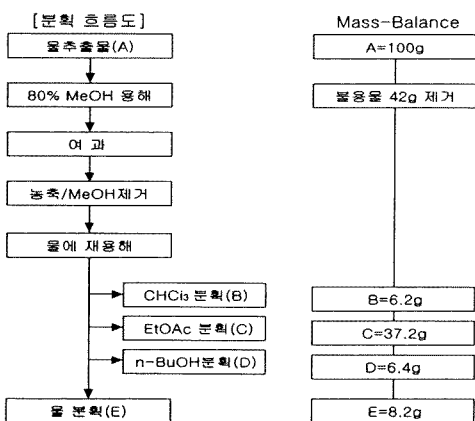 [분획 흐름도]
물추출물(A)
80% MeOH 용해
여 과
농축/MeOH제거
물에 재용해
CHCl₃ 분획(B)
EtOAc 분획(C)
n-BuOH분획(D)
물 분획(E)
Mass-Balance
A=100g
불용물 42g 제거
B=6.2g
C=37.2g
D=6.4g
E=8.2g